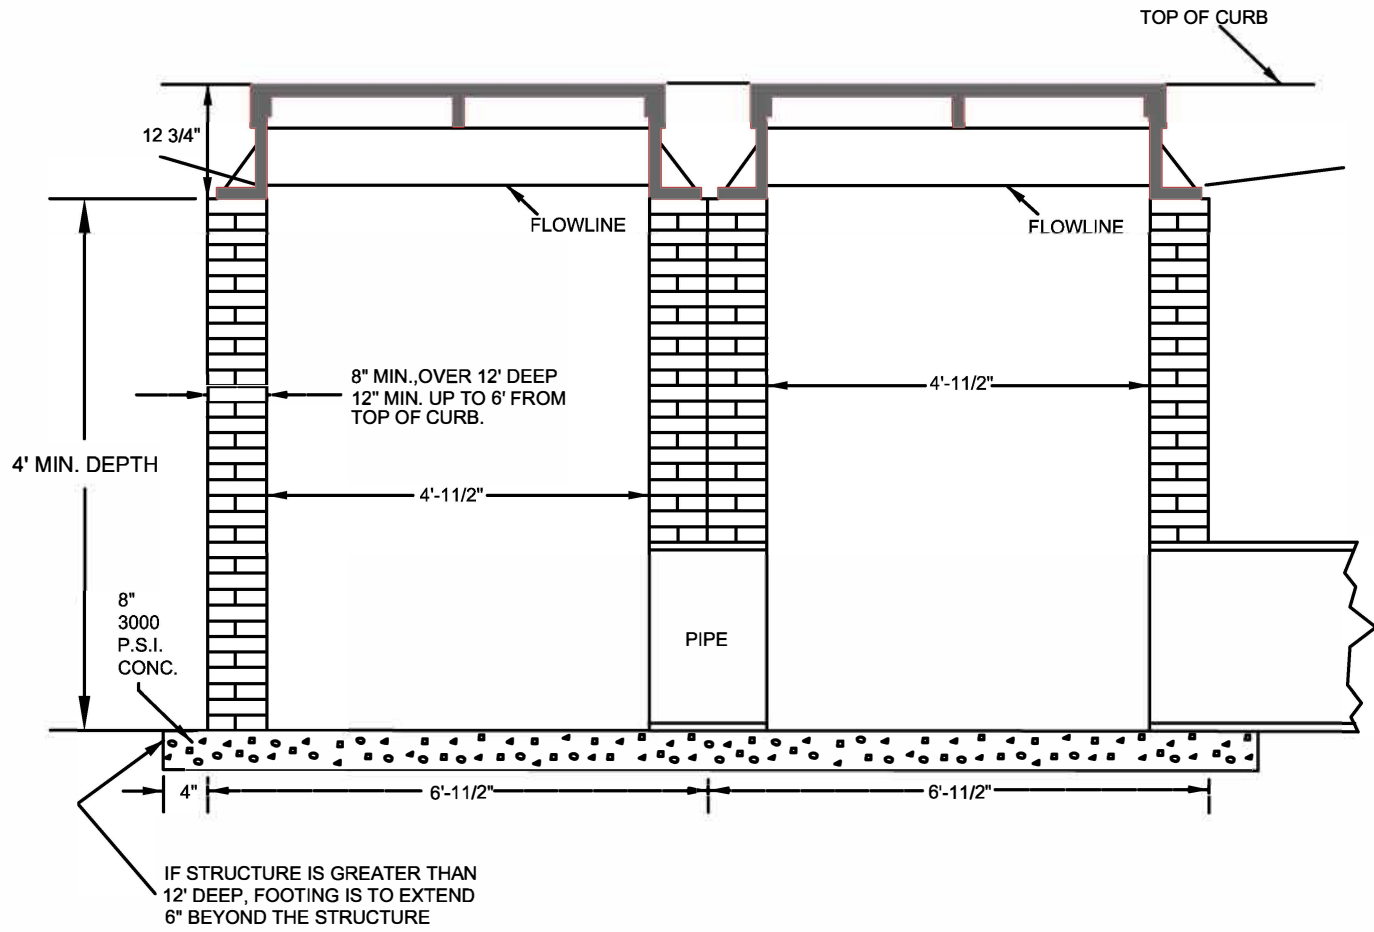 TOP OF CURB
12 3/4"
FLOWLINE
FLOWLINE
8" MIN.,OVER 12' DEEP
12" MIN. UP TO 6' FROM
TOP OF CURB.
4'-11/2"
4' MIN. DEPTH
4'-11/2"
8"
3000
P.S.I.
CONC.
PIPE
4"
6'-11/2"
6'-11/2"
IF STRUCTURE IS GREATER THAN
12' DEEP, FOOTING IS TO EXTEND
6" BEYOND THE STRUCTURE